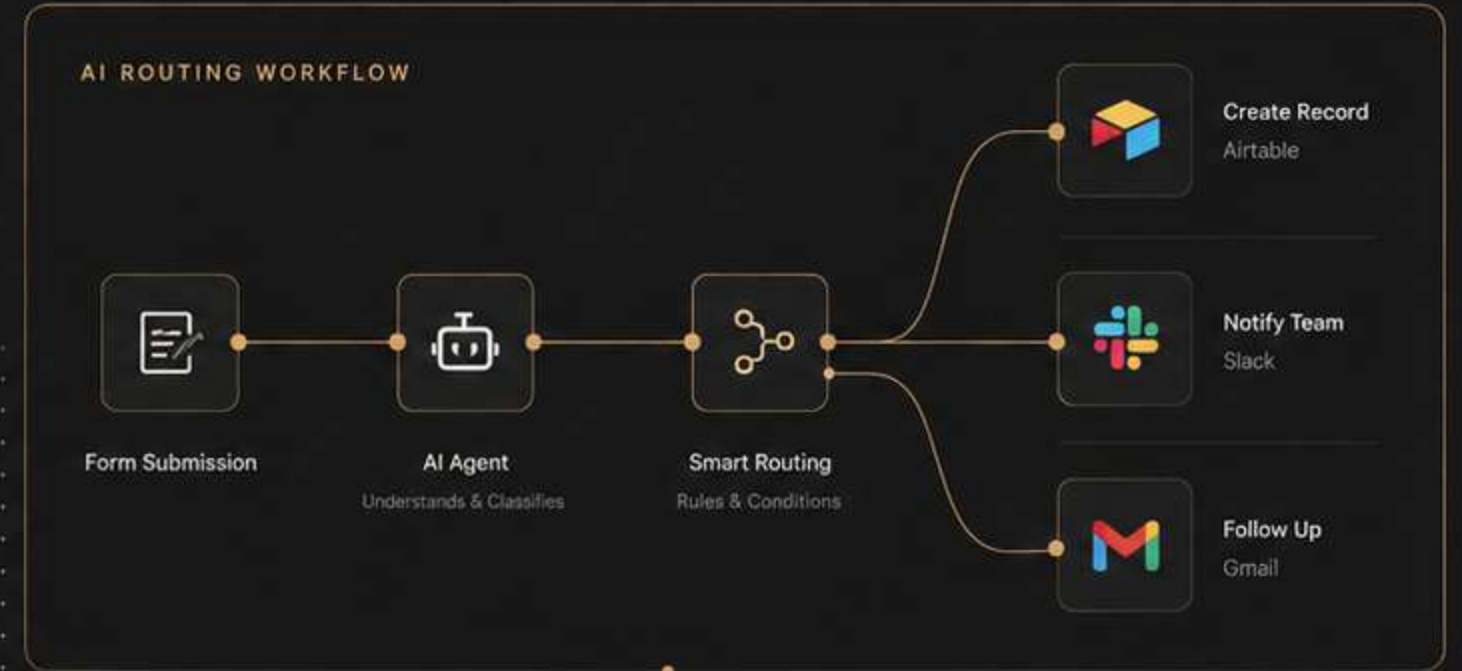 AI ROUTING WORKFLOW
Form Submission
AI Agent
Understands & Classifies
Smart Routing
Rules & Conditions
Create Record
Airtable
Notify Team
Slack
Follow Up
Gmail